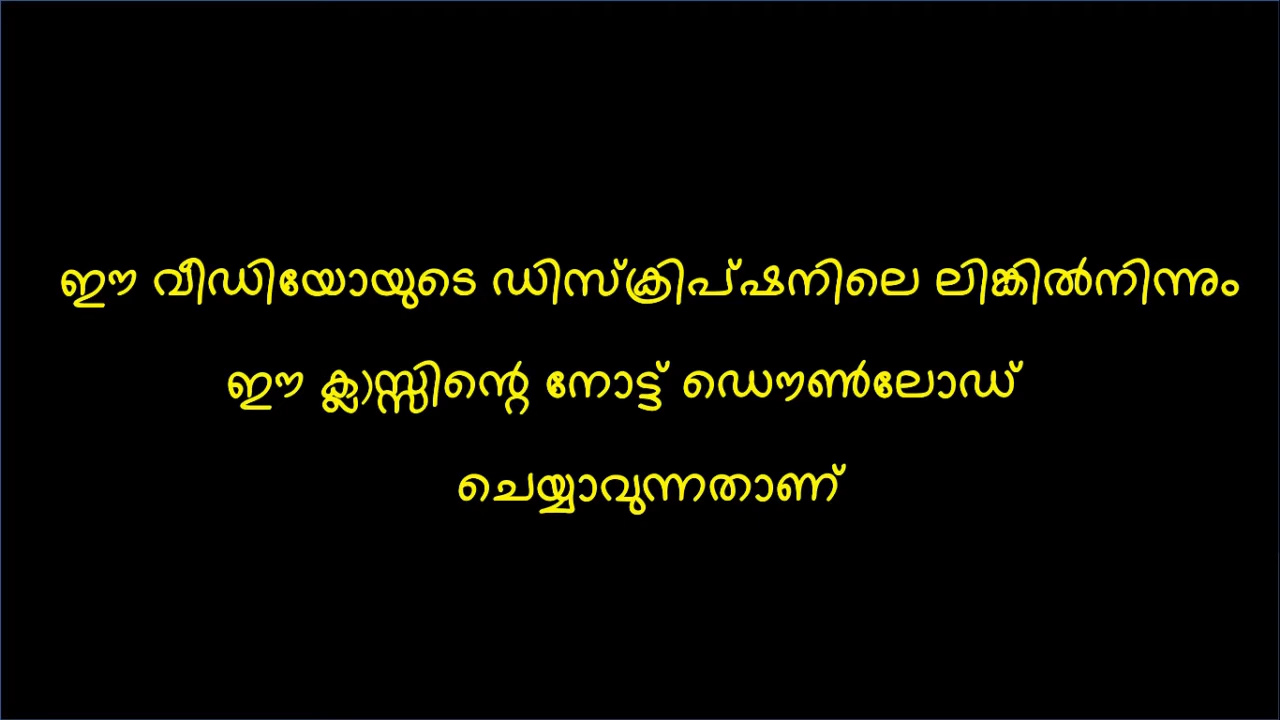 ഈ വീഡിയോയുടെ ഡിസ്ക്രിപ്ഷനിലെ ലിങ്കിൽനിന്നും
ഈ ക്ലാസ്സിന്റെ നോട്ട് ഡൌൺലോഡ്
ചെയ്യാവുന്നതാണ്